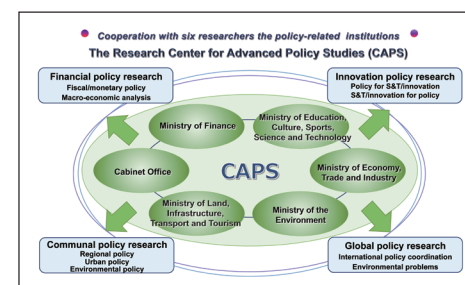 Cooperation with six researchers the policy-related institutions
The Research Center for Advanced Policy Studies (CAPS)
Financial policy research
Fiscal/monetary policy
Macro-economic analysis
Innovation policy research
Policy for S&T/innovation
S&T/innovation for policy
Ministry of Finance
Ministry of Education,
Culture, Sports,
Science and Technology
Cabinet Office
CAPS
Ministry of Economy,
Trade and Industry
Ministry of Land,
Infrastructure,
Transport and Tourism
Ministry of the
Environment
Communal policy research
Regional policy
Urban policy
Environmental policy
Global policy research
International policy coordination
Environmental problems